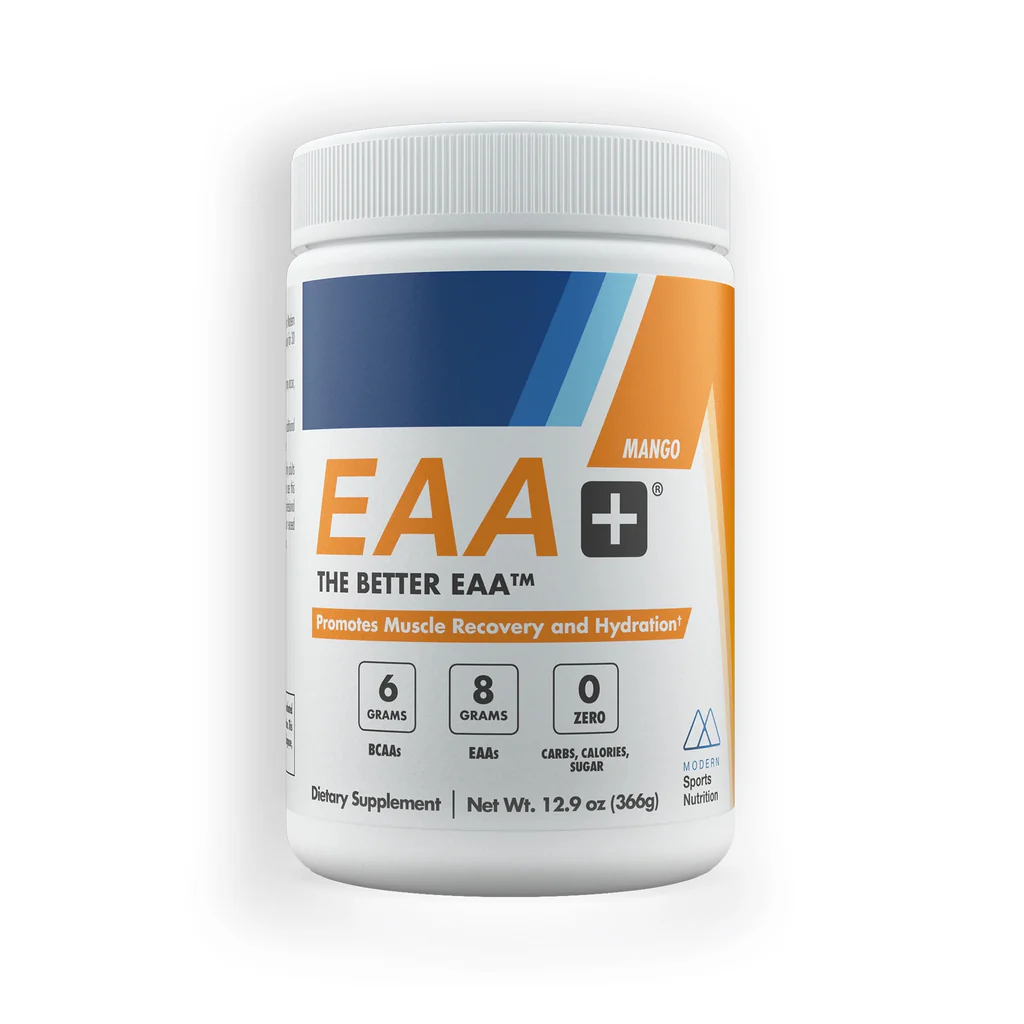 MANGO
EAA+®
THE BETTER EAA™
Promotes Muscle Recovery and Hydration†
6
GRAMS
BCAAs
8
GRAMS
EAAs
0
ZERO
CARBS, CALORIES,
SUGAR
MODERN
Sports
Nutrition
Dietary Supplement | Net Wt. 12.9 oz (366g)